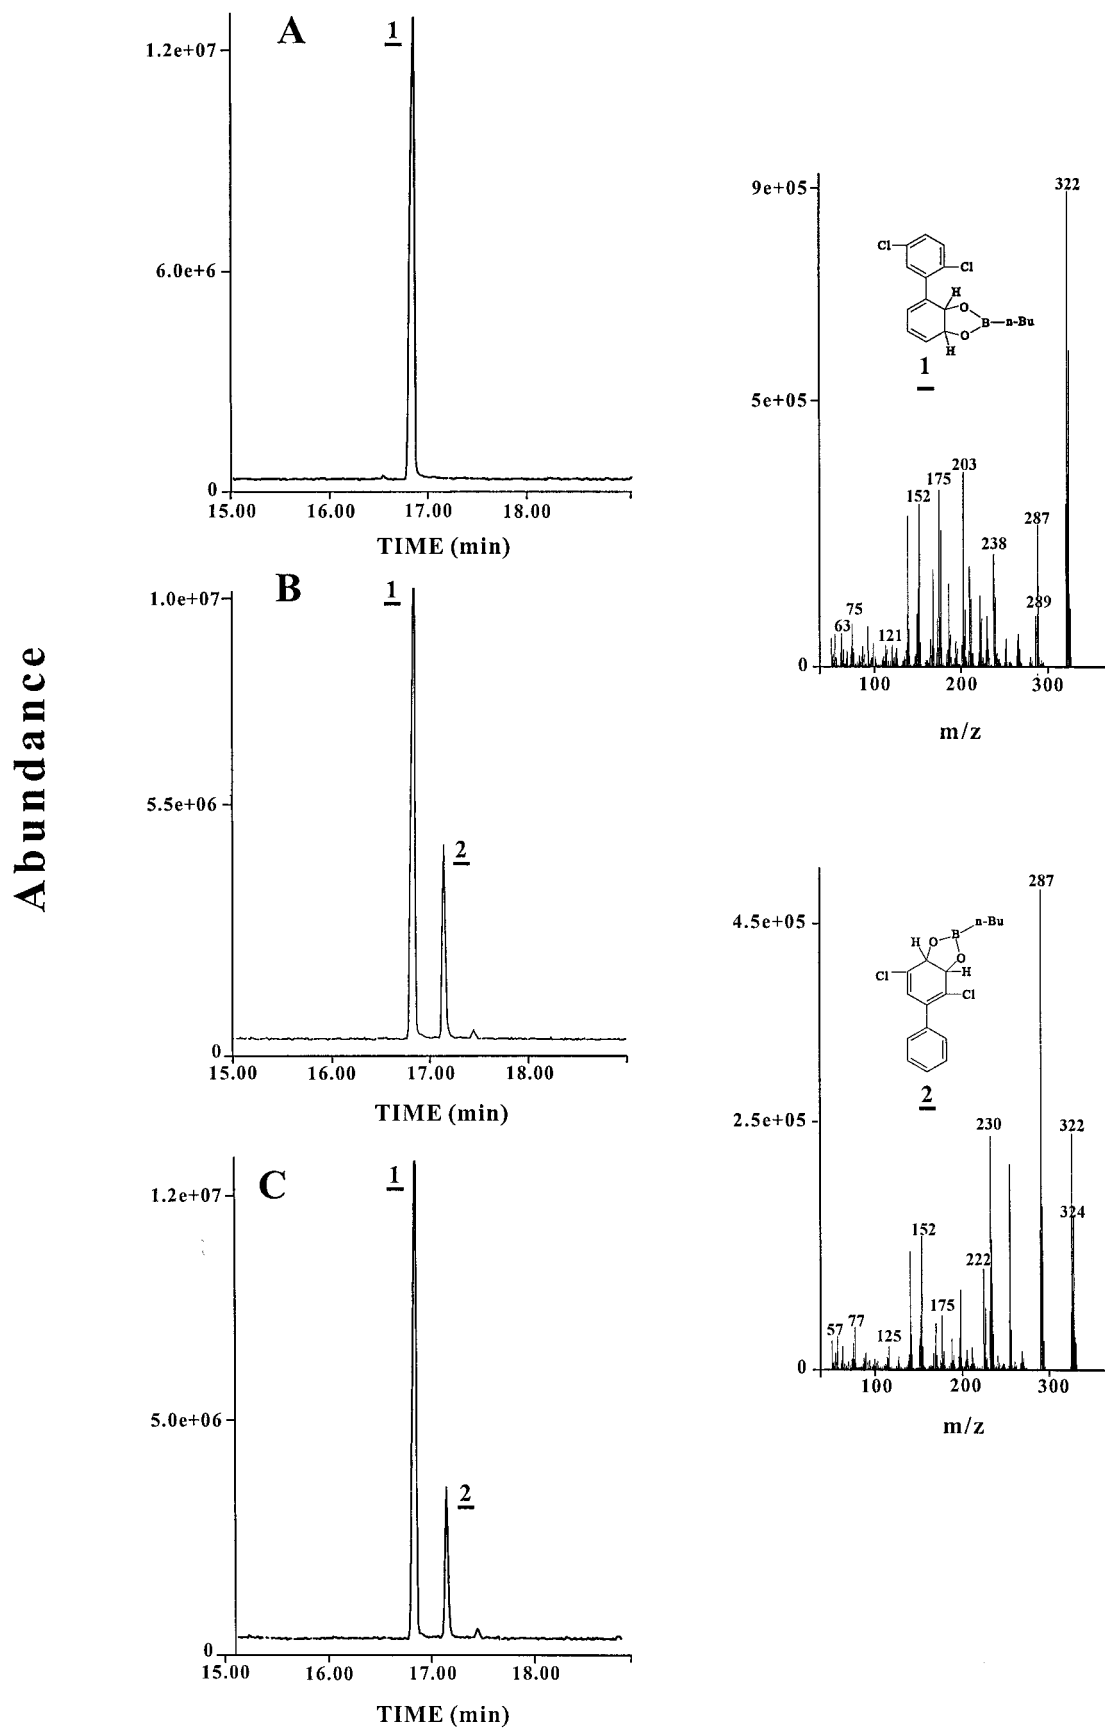 Abundance
A
1
1.2e+07
6.0e+6
0
15.00 16.00 17.00 18.00
TIME (min)
B
1
1.0e+07
2
5.5e+06
0
15.00 16.00 17.00 18.00
TIME (min)
C
1
1.2e+07
5.0e+06
2
0
15.00 16.00 17.00 18.00
TIME (min)
9e+05
322
Cl
Cl
H
O
B n-Bu
O
H
1
5e+05
203
175
152
287
238
289
75
63
121
0
100 200 300
m/z
287
4.5e+05
n-Bu
B
H O
O
H
Cl
Cl
2
2.5e+05
230
322
324
152
222
175
57 77
125
0
100 200 300
m/z